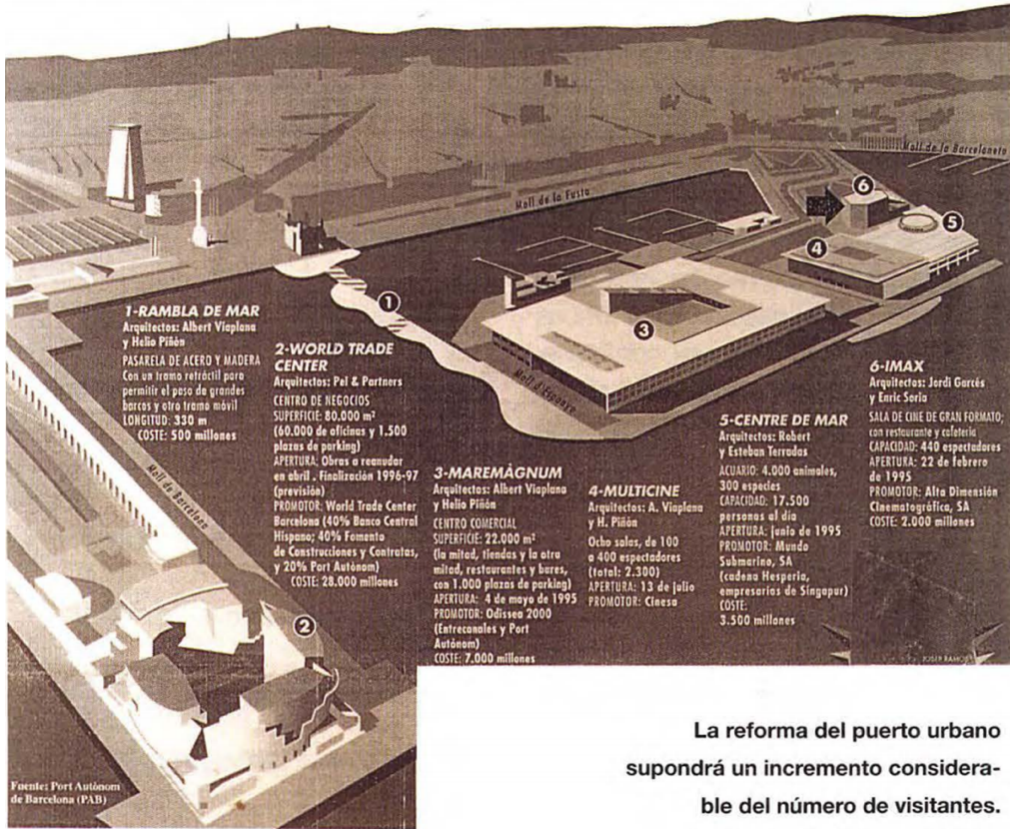 Moll de la Barceloneta
Moll de la Fusta
6
5
4
1
3
Moll d'Espanya
Moll de Barcelona
2
1-RAMBLA DE MAR
Arquitectos: Albert Viaplana
y Helio Piñón
PASARELA DE ACERO Y MADERA
Con un tramo retráctil para
permitir el paso de grandes
barcos y otro tramo móvil
LONGITUD: 330 m
COSTE: 500 millones
2-WORLD TRADE
CENTER
Arquitectos: Pei & Partners
CENTRO DE NEGOCIOS
SUPERFICIE: 80.000 m²
(60.000 de oficinas y 1.500
plazas de parking)
APERTURA: Obras a reanudar
en abril. Finalización 1996-97
(previsión)
PROMOTOR: World Trade Center
Barcelona (40% Banco Central
Hispano; 40% Fomento
de Construcciones y Contratas,
y 20% Port Autònom)
COSTE: 28.000 millones
3-MAREMÀGNUM
Arquitectos: Albert Viaplana
y Helio Piñón
CENTRO COMERCIAL
SUPERFICIE: 22.000 m²
(la mitad, tiendas y la otra
mitad, restaurantes y bares,
con 1.000 plazas de parking)
APERTURA: 4 de mayo de 1995
PROMOTOR: Odissea 2000
(Entrecanales y Port
Autònom)
COSTE: 7.000 millones
4-MULTICINE
Arquitectos: A. Viaplana
y H. Piñón
Ocho salas, de 100
a 400 espectadores
(total: 2.300)
APERTURA: 13 de julio
PROMOTOR: Cinesa
5-CENTRE DE MAR
Arquitectos: Robert
y Esteban Terradas
ACUARIO: 4.000 animales,
300 especies
CAPACIDAD: 17.500
personas al día
APERTURA: junio de 1995
PROMOTOR: Mundo
Submarino, SA
(cadena Hesperia,
empresarios de Singapur)
COSTE:
3.500 millones
6-IMAX
Arquitectos: Jordi Garcés
y Enric Soria
SALA DE CINE DE GRAN FORMATO;
con restaurante y cafetería
CAPACIDAD: 440 espectadores
APERTURA: 22 de febrero
de 1995
PROMOTOR: Alta Dimensión
Cinematográfica, SA
COSTE: 2.000 millones
JOSEP RAMOS
Fuente: Port Autònom
de Barcelona (PAB)
La reforma del puerto urbano
supondrá un incremento considera-
ble del número de visitantes.